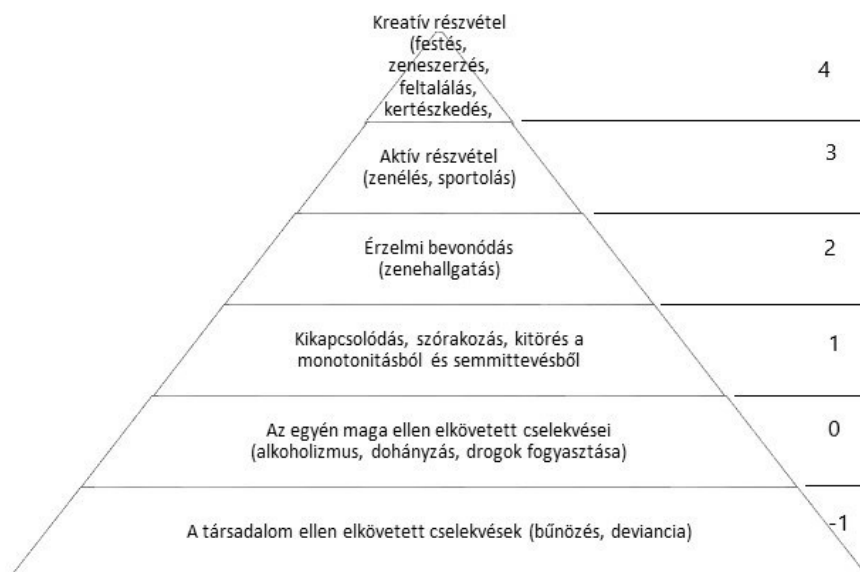 Kreatív részvétel
(festés,
zeneszerzés,
feltalálás,
kertészkedés,
4
Aktív részvétel
(zenélés, sportolás)
3
Érzelmi bevonódás
(zenehallgatás)
2
Kikapcsolódás, szórakozás, kitörés a
monotonitásból és semmittevésből
1
Az egyén maga ellen elkövetett cselekvései
(alkoholizmus, dohányzás, drogok fogyasztása)
0
A társadalom ellen elkövetett cselekvések (bűnözés, deviancia)
-1